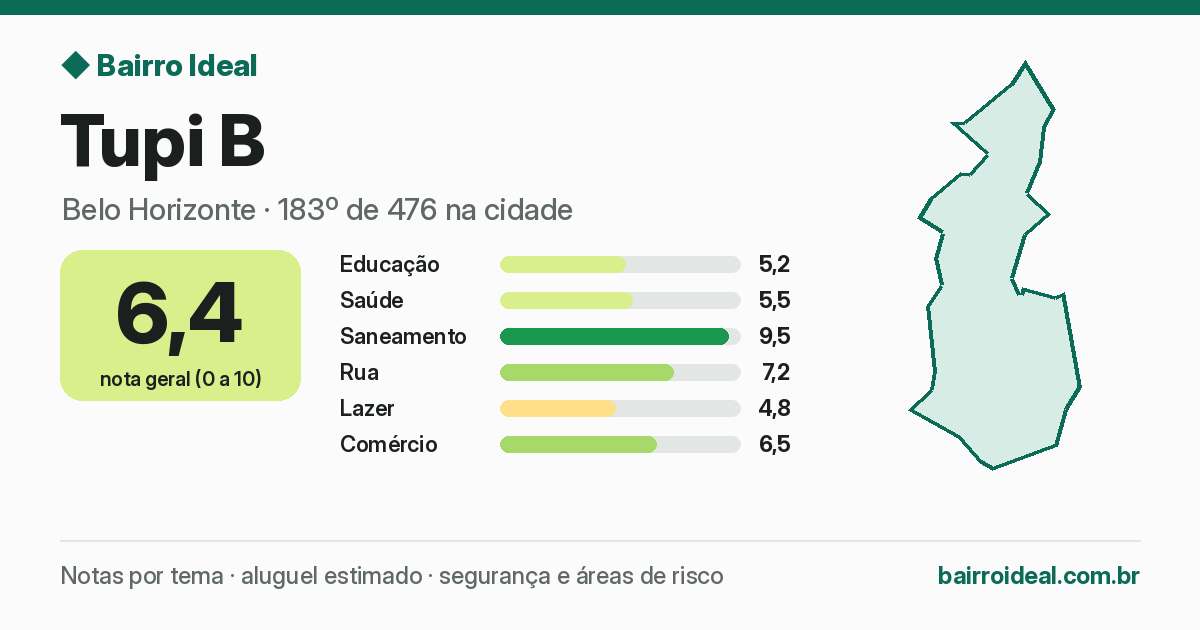 Bairro Ideal
Tupi B
Belo Horizonte · 183º de 476 na cidade
6,4
nota geral (0 a 10)
Educação 5,2
Saúde 5,5
Saneamento 9,5
Rua 7,2
Lazer 4,8
Comércio 6,5
Notas por tema · aluguel estimado · segurança e áreas de risco
bairroideal.com.br